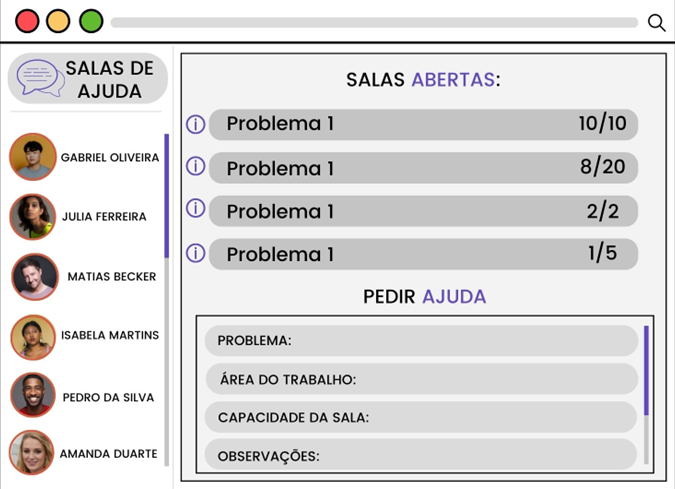 SALAS DE
AJUDA
GABRIEL OLIVEIRA
JULIA FERREIRA
MATIAS BECKER
ISABELA MARTINS
PEDRO DA SILVA
AMANDA DUARTE
SALAS ABERTAS:
i Problema 1 10/10
i Problema 1 8/20
i Problema 1 2/2
i Problema 1 1/5
PEDIR AJUDA
PROBLEMA:
ÁREA DO TRABALHO:
CAPACIDADE DA SALA:
OBSERVAÇÕES: